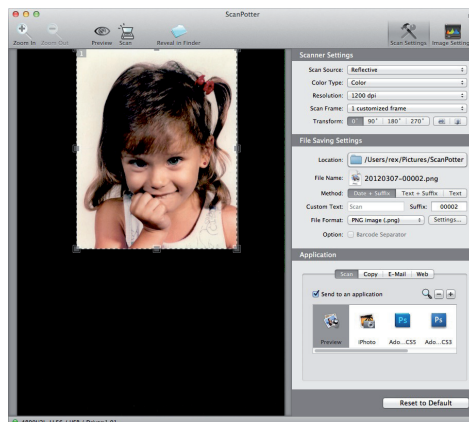 ScanPotter
Zoom In Zoom Out Preview Scan Reveal in Finder Scan Settings Image Setting
1
Scanner Settings
Scan Source: Reflective
Color Type: Color
Resolution: 1200 dpi
Scan Frame: 1 customized frame
Transform: 0° 90° 180° 270°
File Saving Settings
Location: /Users/rex/Pictures/ScanPotter
File Name: 20120307-00002.png
Method: Date + Suffix Text + Suffix Text
Custom Text: Scan Suffix: 00002
File Format: PNG Image (.png) Settings...
Option: Barcode Separator
Application
Scan Copy E-Mail Web
Send to an application
Preview iPhoto Ado...CS5 Ado...CS3
Reset to Default